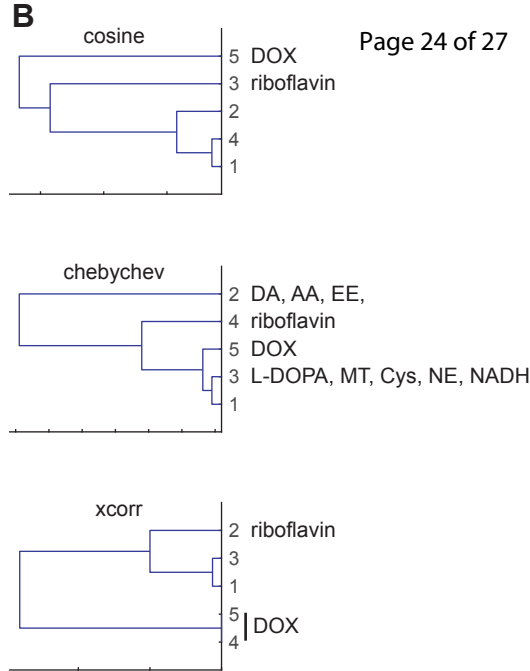 B
cosine
Page 24 of 27
5 DOX
3 riboflavin
2
4
1
chebychev
2 DA, AA, EE,
4 riboflavin
5 DOX
3 L-DOPA, MT, Cys, NE, NADH
1
xcorr
2 riboflavin
3
1
5
DOX
4